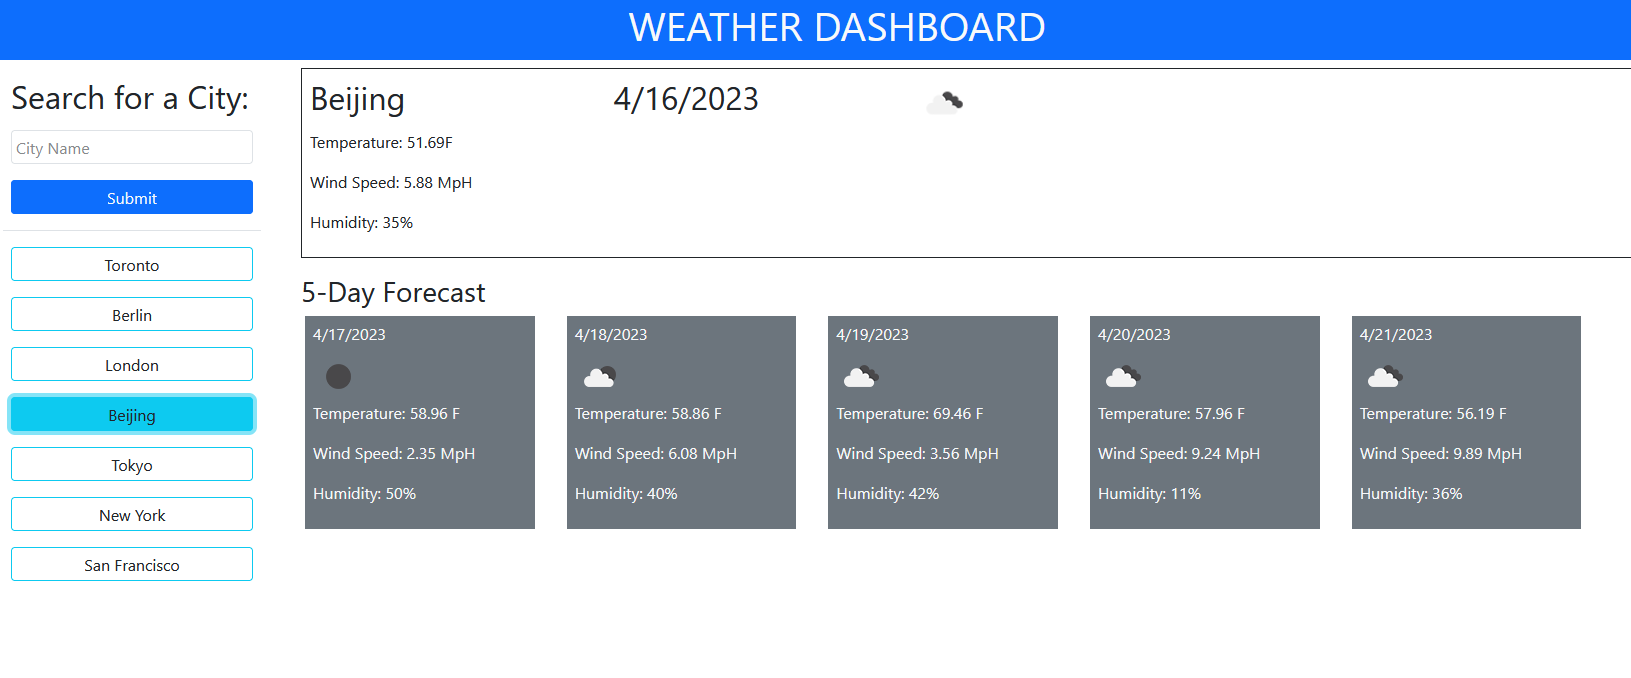 WEATHER DASHBOARD
Search for a City:
City Name
Submit
Toronto
Berlin
London
Beijing
Tokyo
New York
San Francisco
Beijing 4/16/2023
Temperature: 51.69F
Wind Speed: 5.88 MpH
Humidity: 35%
5-Day Forecast
4/17/2023
Temperature: 58.96 F
Wind Speed: 2.35 MpH
Humidity: 50%
4/18/2023
Temperature: 58.86 F
Wind Speed: 6.08 MpH
Humidity: 40%
4/19/2023
Temperature: 69.46 F
Wind Speed: 3.56 MpH
Humidity: 42%
4/20/2023
Temperature: 57.96 F
Wind Speed: 9.24 MpH
Humidity: 11%
4/21/2023
Temperature: 56.19 F
Wind Speed: 9.89 MpH
Humidity: 36%